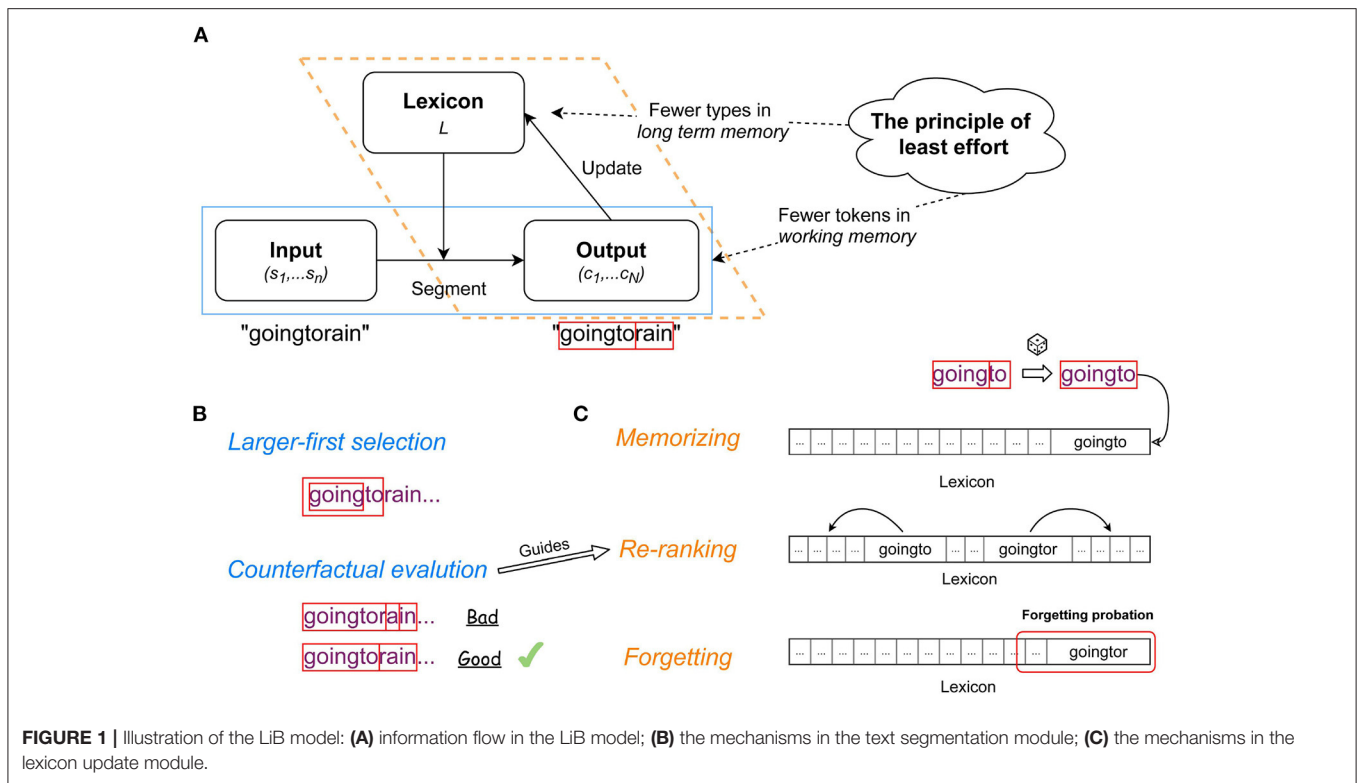 A
Lexicon
L
Fewer types in
long term memory
The principle of
least effort
Update
Fewer tokens in
working memory
Input
(s1,...sn)
Segment
Output
(c1,...cN)
"goingtorain"
"goingtorain"
B
Larger-first selection
goingtorain...
Counterfactual evalution
Guides
goingtorain... Bad
goingtorain... Good ✓
C
goingto
goingto
Memorizing
... ... ... ... ... ... ... ... ... ... ... goingto
Lexicon
Re-ranking
... ... ... ... goingto ... ... goingtor ... ... ... ...
Lexicon
Forgetting probation
Forgetting
... ... ... ... ... ... ... ... ... ... ... goingtor
Lexicon
FIGURE 1 | Illustration of the LiB model: (A) information flow in the LiB model; (B) the mechanisms in the text segmentation module; (C) the mechanisms in the
lexicon update module.